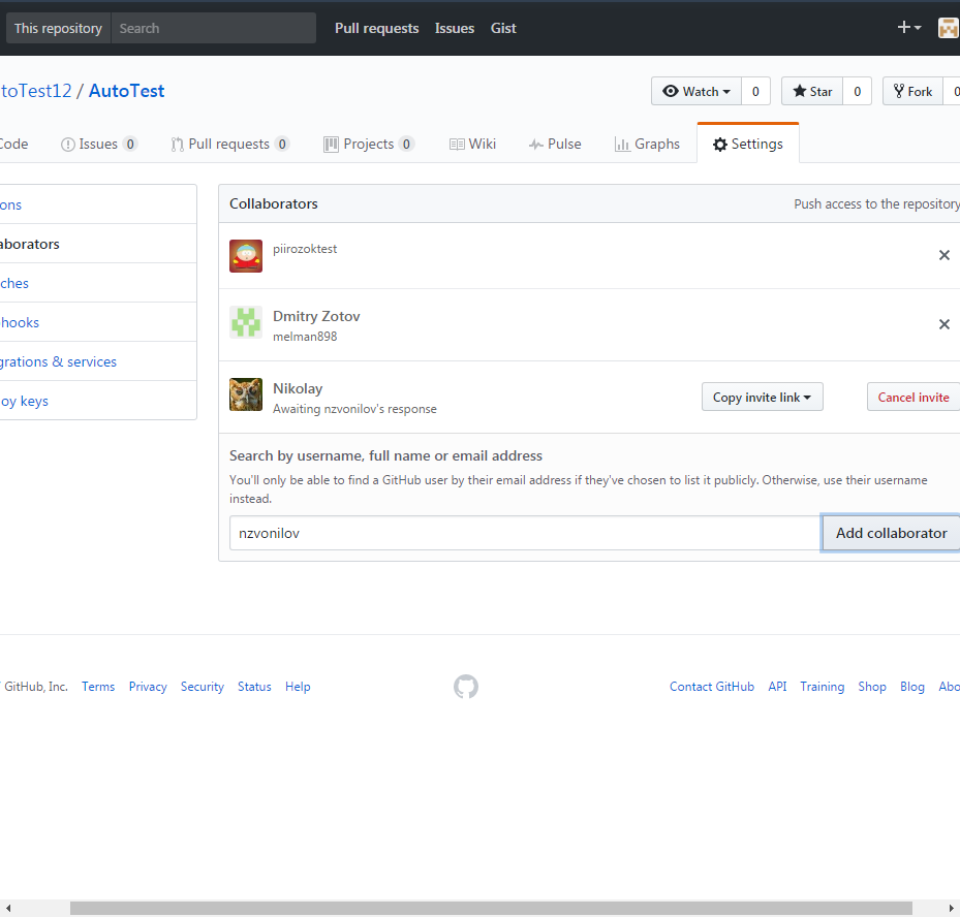 This repository Search Pull requests Issues Gist
toTest12 / AutoTest Watch 0 Star 0 Fork 0
Code Issues 0 Pull requests 0 Projects 0 Wiki Pulse Graphs Settings
ons
aborators
ches
hooks
grations & services
oy keys
Collaborators Push access to the repository
piirozoktest
Dmitry Zotov
melman898
Nikolay
Awaiting nzvonilov's response
Copy invite link Cancel invite
Search by username, full name or email address
You'll only be able to find a GitHub user by their email address if they've chosen to list it publicly. Otherwise, use their username
instead.
nzvonilov Add collaborator
GitHub, Inc. Terms Privacy Security Status Help Contact GitHub API Training Shop Blog Abo